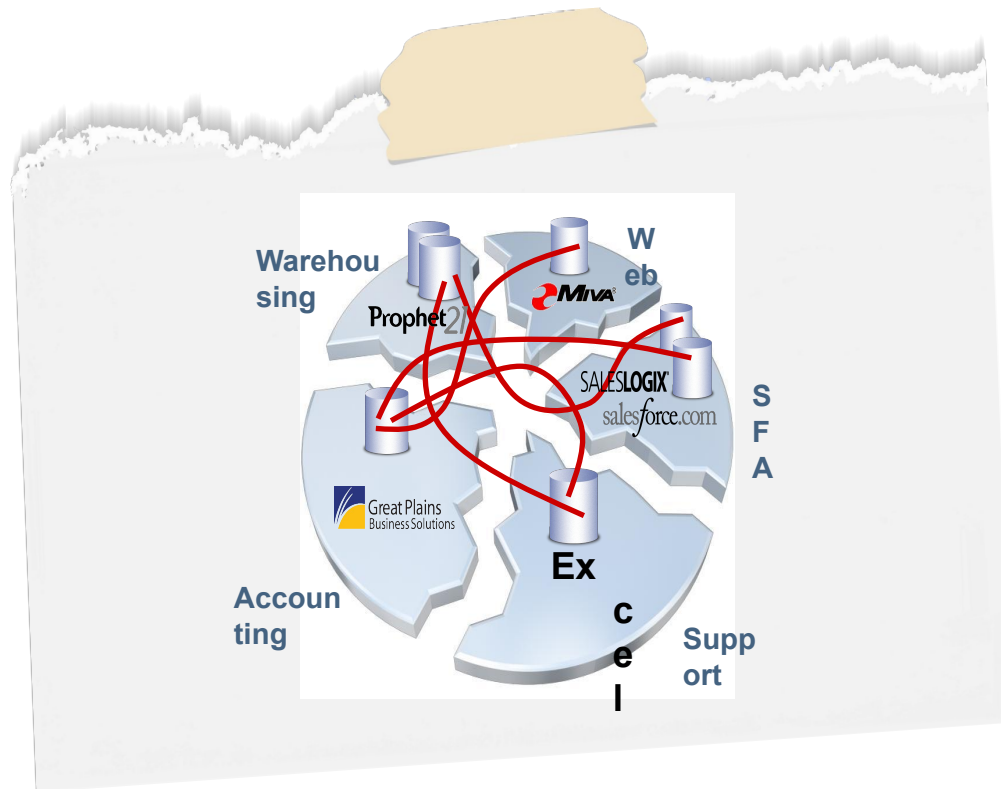 Warehou
sing
W
eb
MIVA
Prophet21
SALESLOGIX
salesforce.com
S
F
A
Great Plains
Business Solutions
Ex
c
e
l
Accoun
ting
Supp
ort